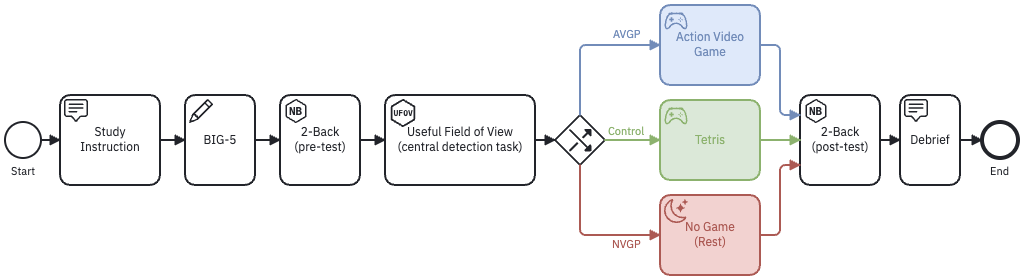 Start
Study
Instruction
BIG-5
NB
2-Back
(pre-test)
UFOV
Useful Field of View
(central detection task)
AVGP
Control
NVGP
Action Video
Game
Tetris
No Game
(Rest)
NB
2-Back
(post-test)
Debrief
End